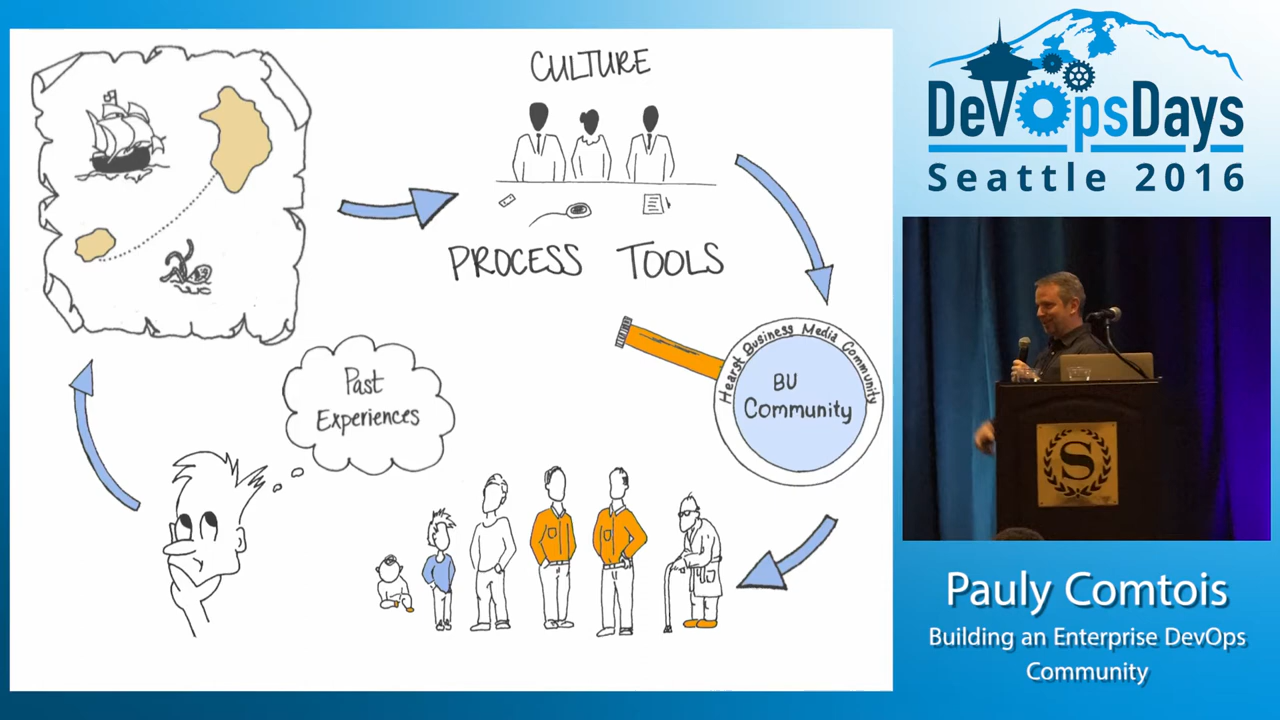 CULTURE
PROCESS TOOLS
Hearst Business Media Community
BU
Community
Past
Experiences
DevOpsDays
Seattle 2016
S
Pauly Comtois
Building an Enterprise DevOps
Community